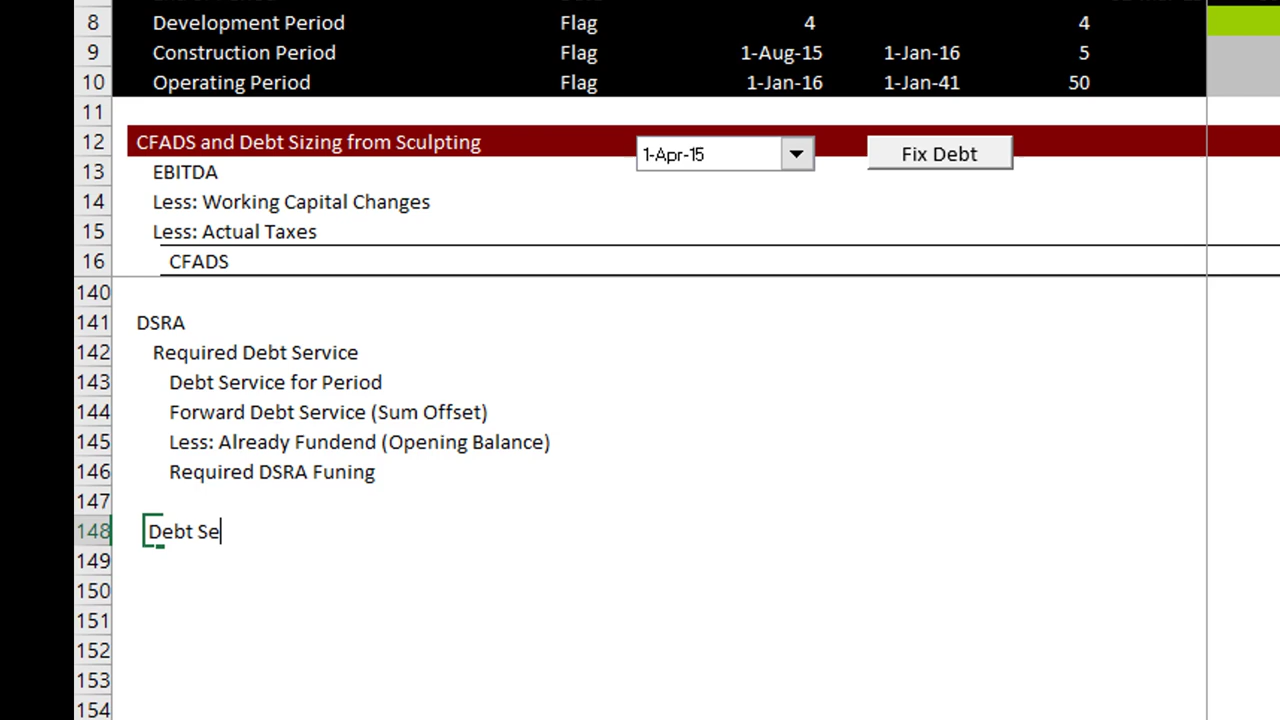 8 Development Period Flag 4 4
9 Construction Period Flag 1-Aug-15 1-Jan-16 5
10 Operating Period Flag 1-Jan-16 1-Jan-41 50
11
12 CFADS and Debt Sizing from Sculpting 1-Apr-15 Fix Debt
13 EBITDA
14 Less: Working Capital Changes
15 Less: Actual Taxes
16 CFADS
140
141 DSRA
142 Required Debt Service
143 Debt Service for Period
144 Forward Debt Service (Sum Offset)
145 Less: Already Fundend (Opening Balance)
146 Required DSRA Funing
147
148 Debt Se
149
150
151
152
153
154